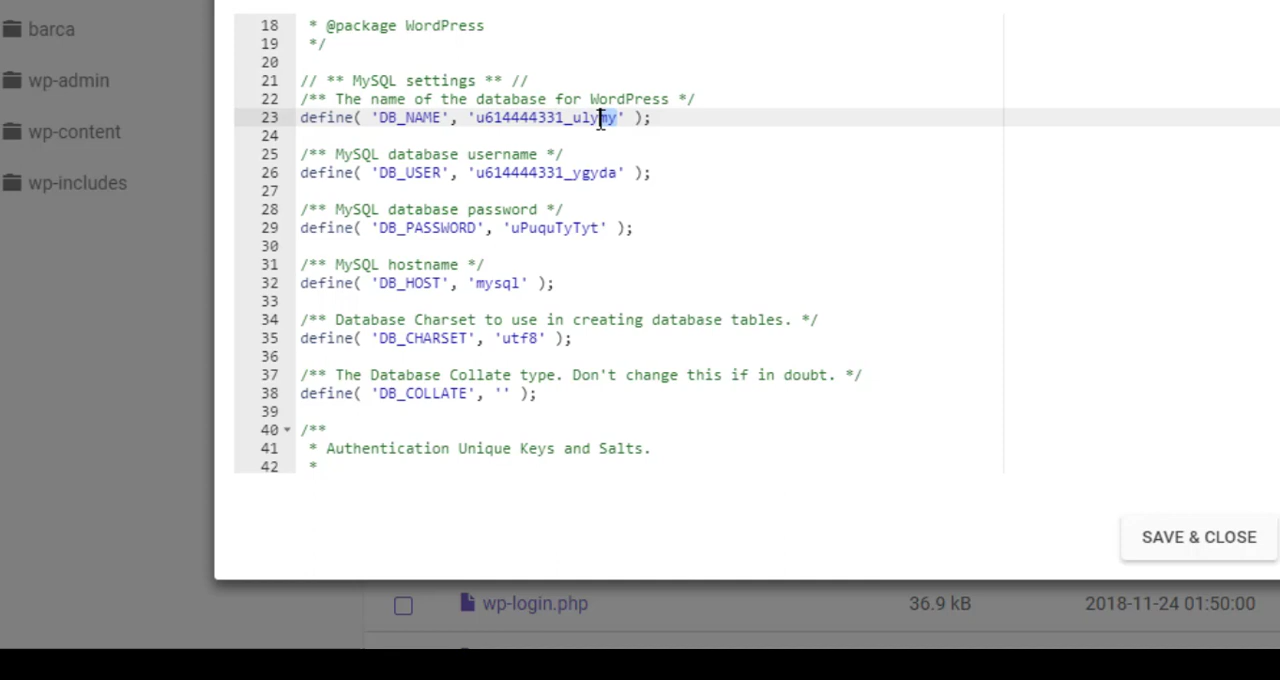 barca
wp-admin
wp-content
wp-includes
18 * @package WordPress
19 */
20
21 // ** MySQL settings ** //
22 /** The name of the database for WordPress */
23 define( 'DB_NAME', 'u614444331_ulymy' );
24
25 /** MySQL database username */
26 define( 'DB_USER', 'u614444331_ygyda' );
27
28 /** MySQL database password */
29 define( 'DB_PASSWORD', 'uPuquTyTyt' );
30
31 /** MySQL hostname */
32 define( 'DB_HOST', 'mysql' );
33
34 /** Database Charset to use in creating database tables. */
35 define( 'DB_CHARSET', 'utf8' );
36
37 /** The Database Collate type. Don't change this if in doubt. */
38 define( 'DB_COLLATE', '' );
39
40 /**
41 * Authentication Unique Keys and Salts.
42 *
SAVE & CLOSE
wp-login.php 36.9 kB 2018-11-24 01:50:00